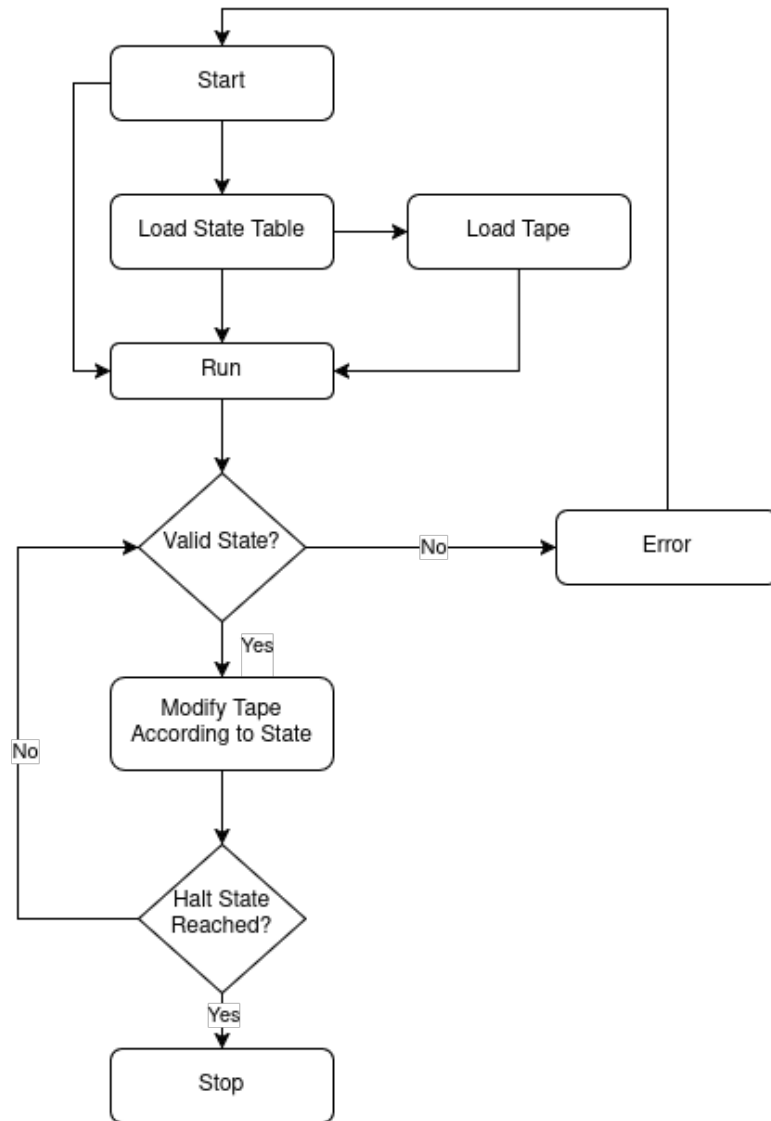 Start
Load State Table
Load Tape
Run
Valid State?
No
Error
Yes
Modify Tape
According to State
No
Halt State
Reached?
Yes
Stop